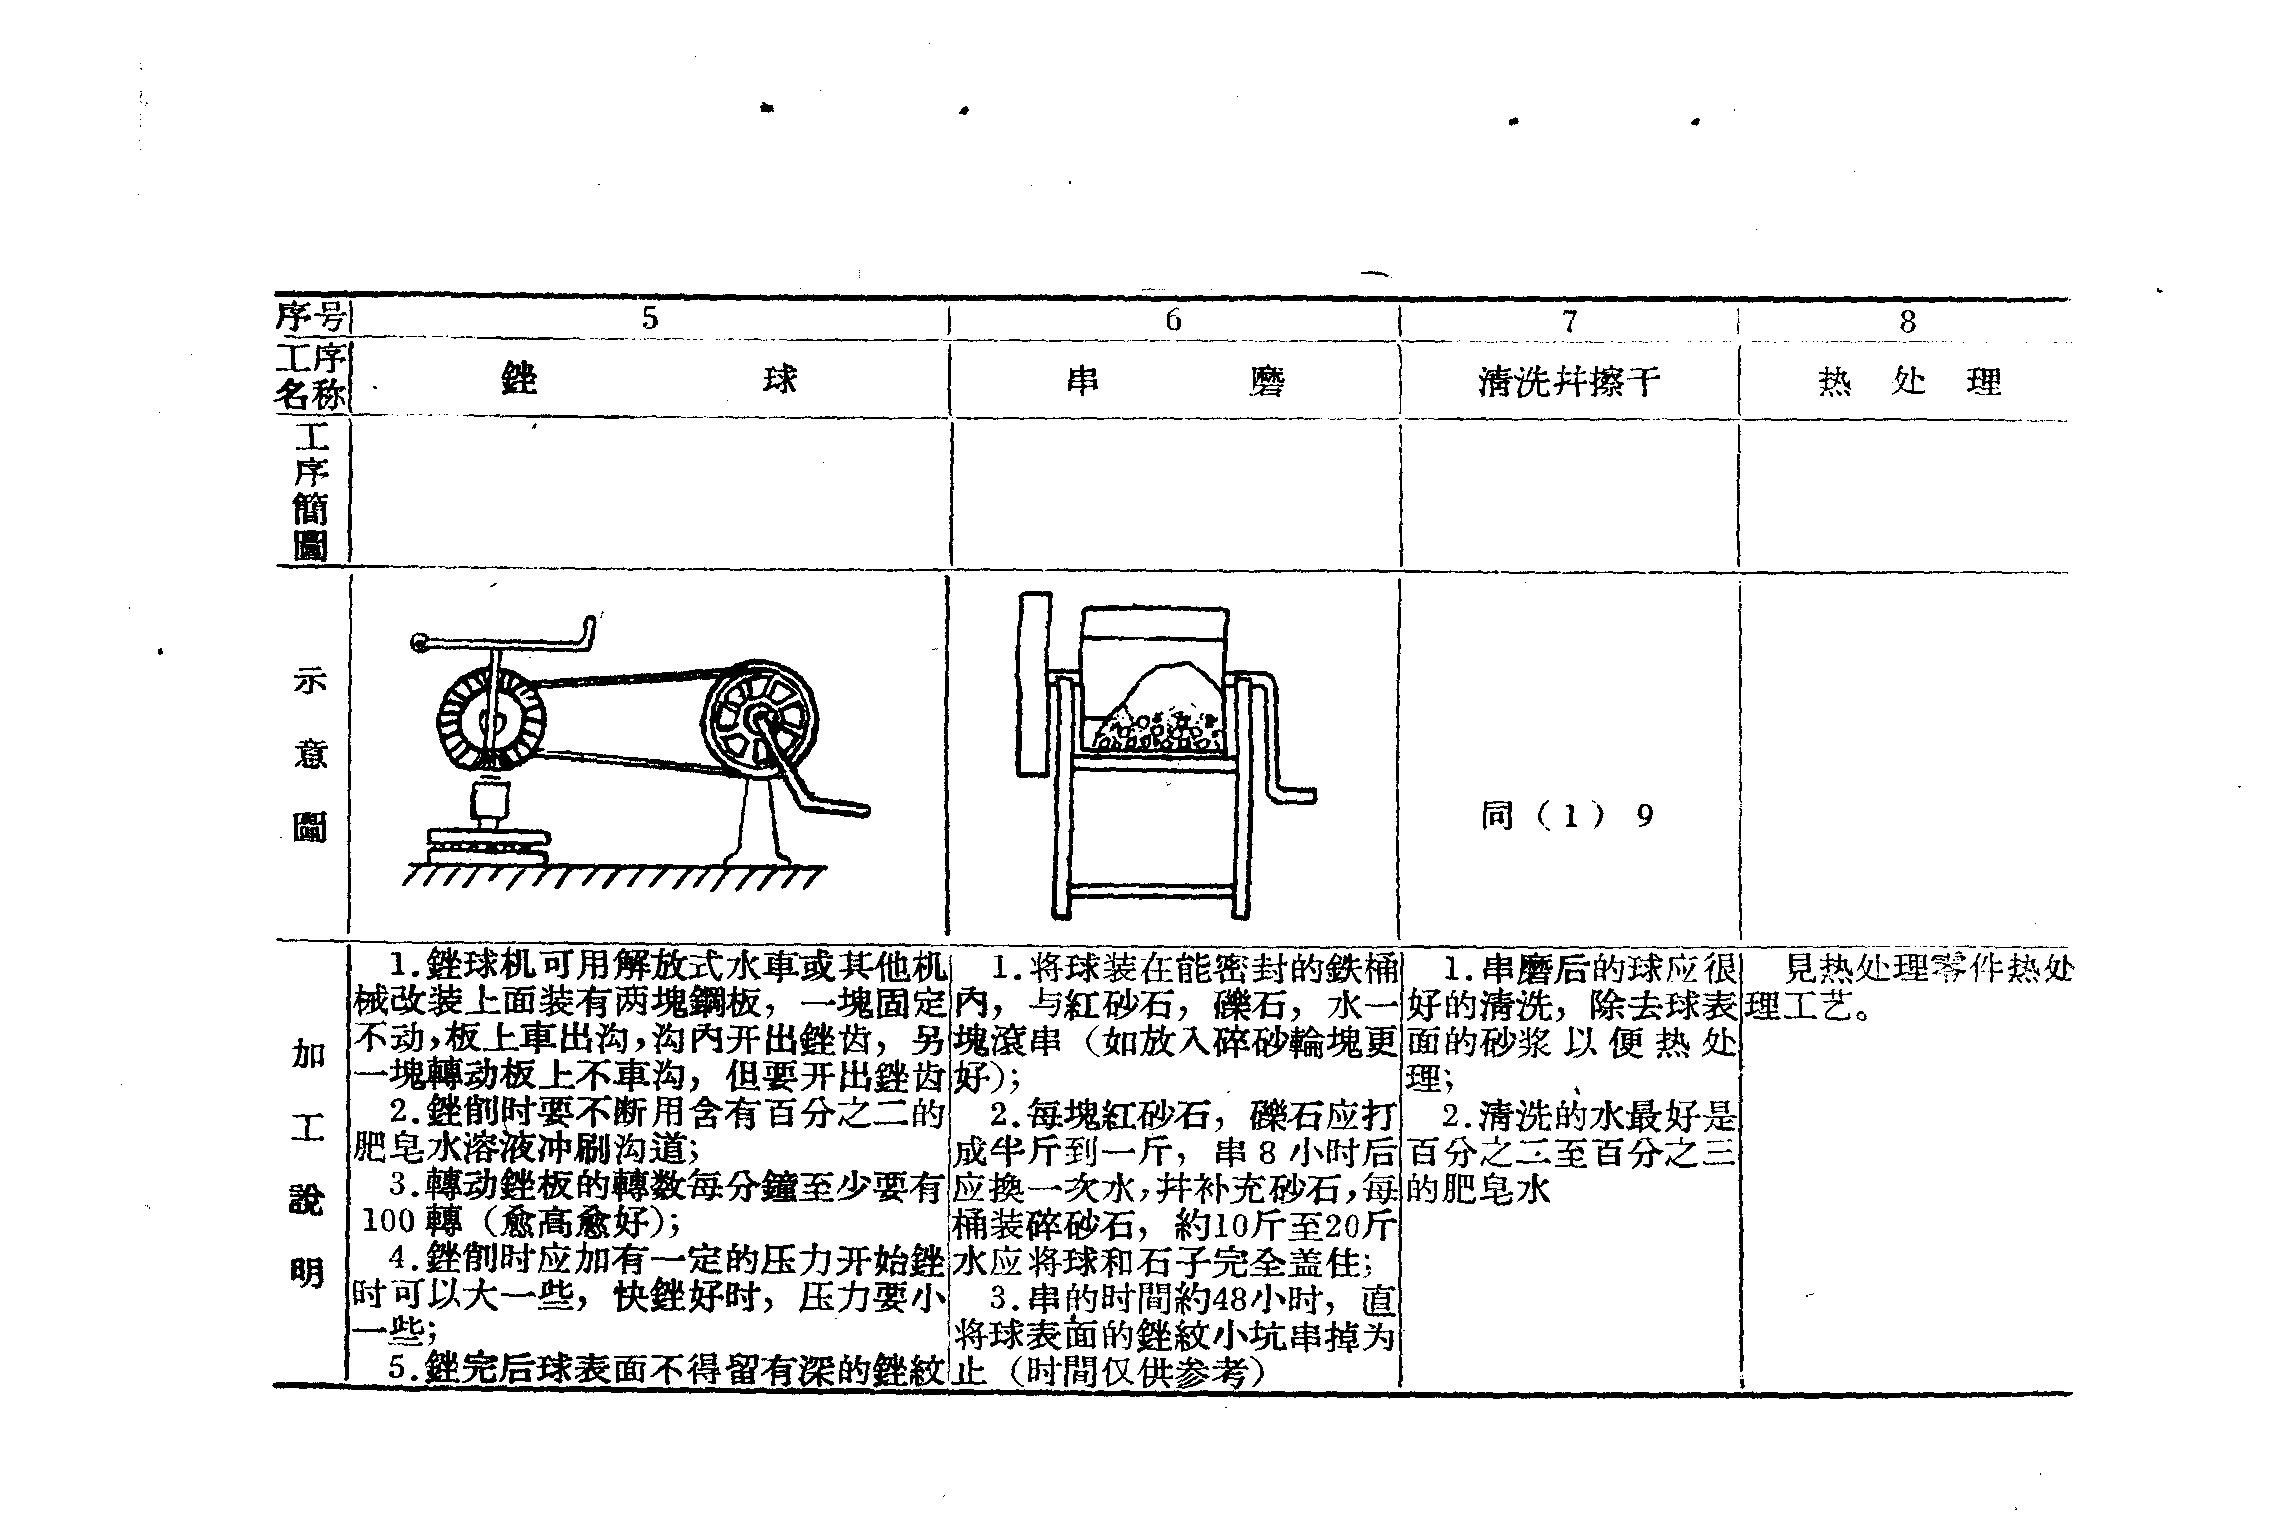 序号 5 6 7 8
工序名称 銼球 串磨 清洗幷擦干 热处理
工序簡圖
示意圖 同（1）9
加工說明
1.銼球机可用解放式水車或其他机
械改装上面装有两塊鋼板，一塊固定
不动，板上車出沟，沟內开出銼齿，另
一塊轉动板上不車沟，但要开出銼齿
2.銼削时要不断用含有百分之二的
肥皂水溶液冲刷沟道；
3.轉动銼板的轉数每分鐘至少要有
100轉（愈高愈好）；
4.銼削时应加有一定的压力开始銼
时可以大一些，快銼好时，压力要小
一些；
5.銼完后球表面不得留有深的銼紋
1.将球装在能密封的鉄桶
內，与紅砂石，礫石，水一
塊滾串（如放入碎砂輪塊更
好）；
2.每塊紅砂石，礫石应打
成半斤到一斤，串8小时后
应換一次水，幷补充砂石，每
桶装碎砂石，約10斤至20斤
水应将球和石子完全盖住；
3.串的时間約48小时，直
将球表面的銼紋小坑串掉为
止（时間仅供参考）
1.串磨后的球应很
好的清洗，除去球表
面的砂浆以便热处
理；
2.清洗的水最好是
百分之二至百分之三
的肥皂水
見热处理零件热处
理工艺。